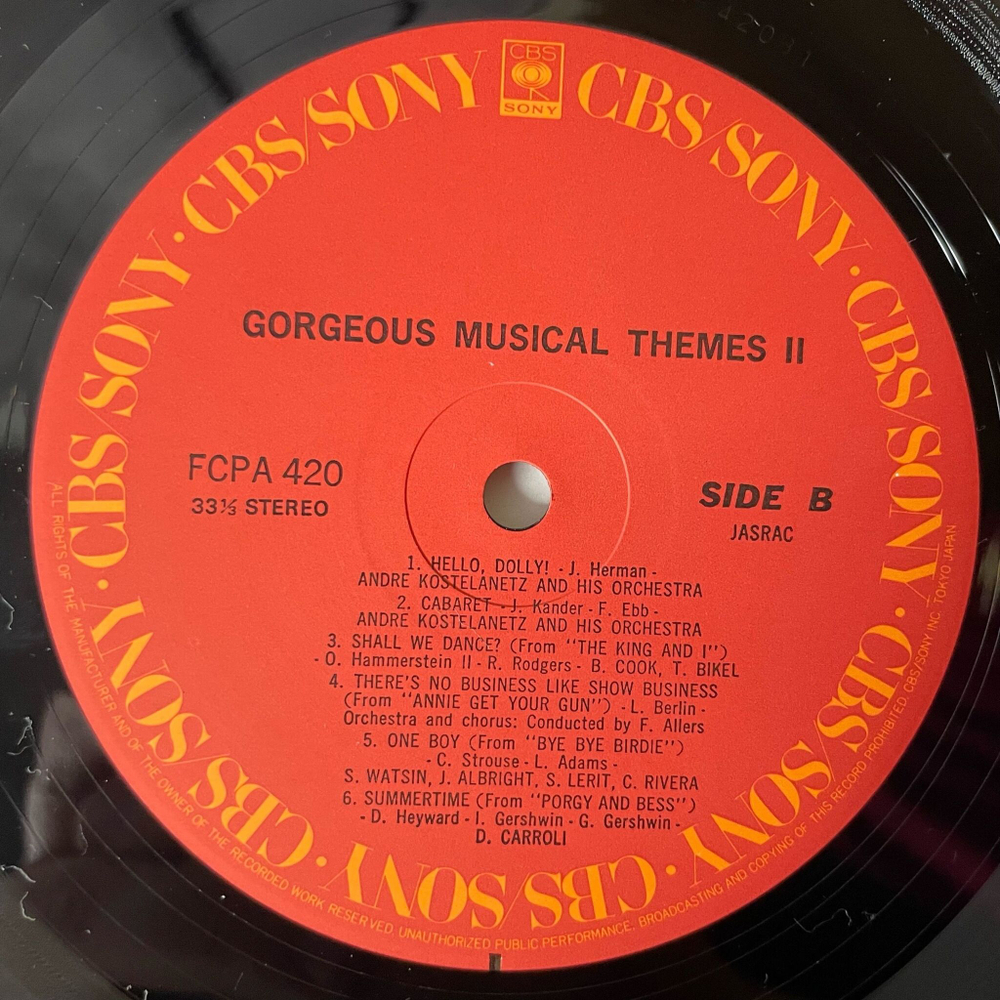 CBS
SONY
CBS/SONY · CBS/SONY · CBS/SONY · CBS/SONY · CBS/SONY · CBS/SONY · CBS/SONY · CBS/SONY
GORGEOUS MUSICAL THEMES II
FCPA 420
33⅓ STEREO
SIDE B
JASRAC
1. HELLO, DOLLY! - J. Herman -
ANDRE KOSTELANETZ AND HIS ORCHESTRA
2. CABARET - J. Kander - F. Ebb -
ANDRE KOSTELANETZ AND HIS ORCHESTRA
3. SHALL WE DANCE? (From "THE KING AND I")
- O. Hammerstein II - R. Rodgers - B. COOK, T. BIKEL
4. THERE'S NO BUSINESS LIKE SHOW BUSINESS
(From "ANNIE GET YOUR GUN") - L. Berlin -
Orchestra and chorus: Conducted by F. Allers
5. ONE BOY (From "BYE BYE BIRDIE")
- C. Strouse - L. Adams -
S. WATSIN, J. ALBRIGHT, S. LERIT, C. RIVERA
6. SUMMERTIME (From "PORGY AND BESS")
- D. Heyward - I. Gershwin - G. Gershwin -
D. CARROLI
ALL RIGHTS OF THE MANUFACTURER AND OF THE OWNER OF THE RECORDED WORK RESERVED. UNAUTHORIZED PUBLIC PERFORMANCE. BROADCASTING AND COPYING OF THIS RECORD PROHIBITED CBS/SONY INC. TOKYO JAPAN